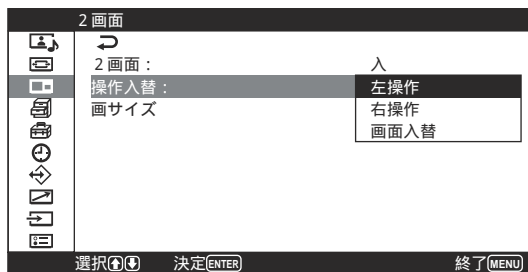 2画面
2画面： 入
操作入替： 左操作
画サイズ 右操作
画面入替
選択 決定ENTER 終了MENU